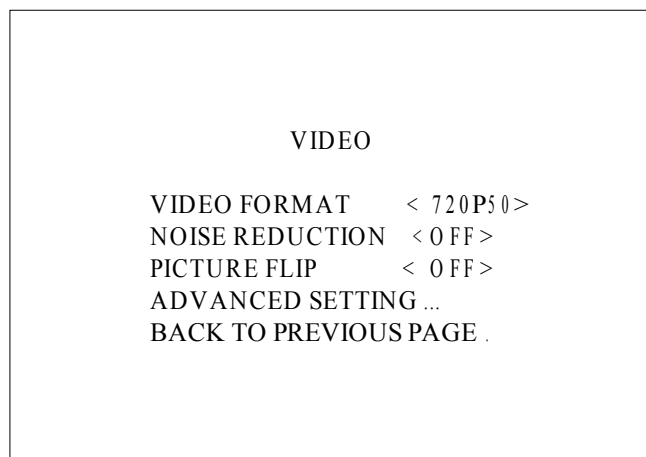 VIDEO
VIDEO FORMAT < 720P50>
NOISE REDUCTION <OFF>
PICTURE FLIP < OFF>
ADVANCED SETTING ...
BACK TO PREVIOUS PAGE .